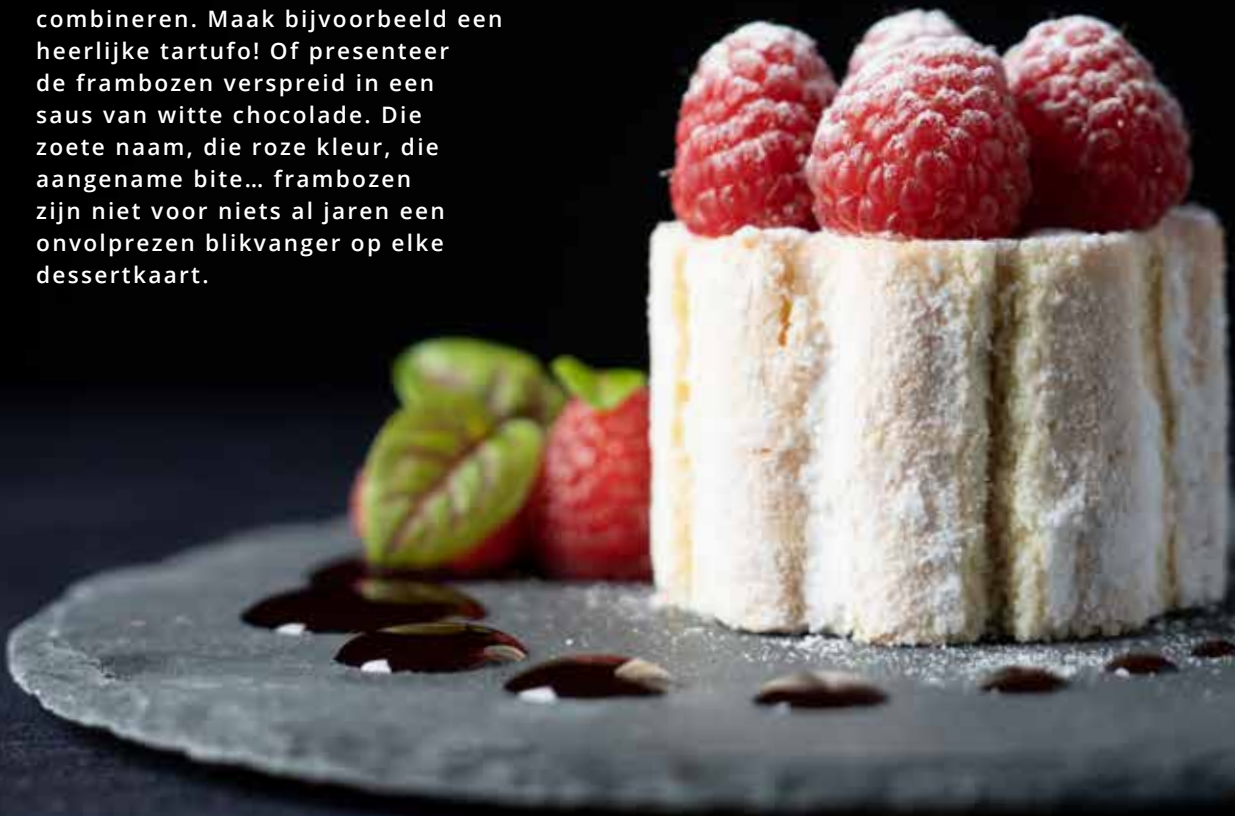 combineren. Maak bijvoorbeeld een
heerlijke tartufo! Of presenteer
de frambozen verspreid in een
saus van witte chocolade. Die
zoete naam, die roze kleur, die
aangename bite… frambozen
zijn niet voor niets al jaren een
onvolprezen blikvanger op elke
dessertkaart.